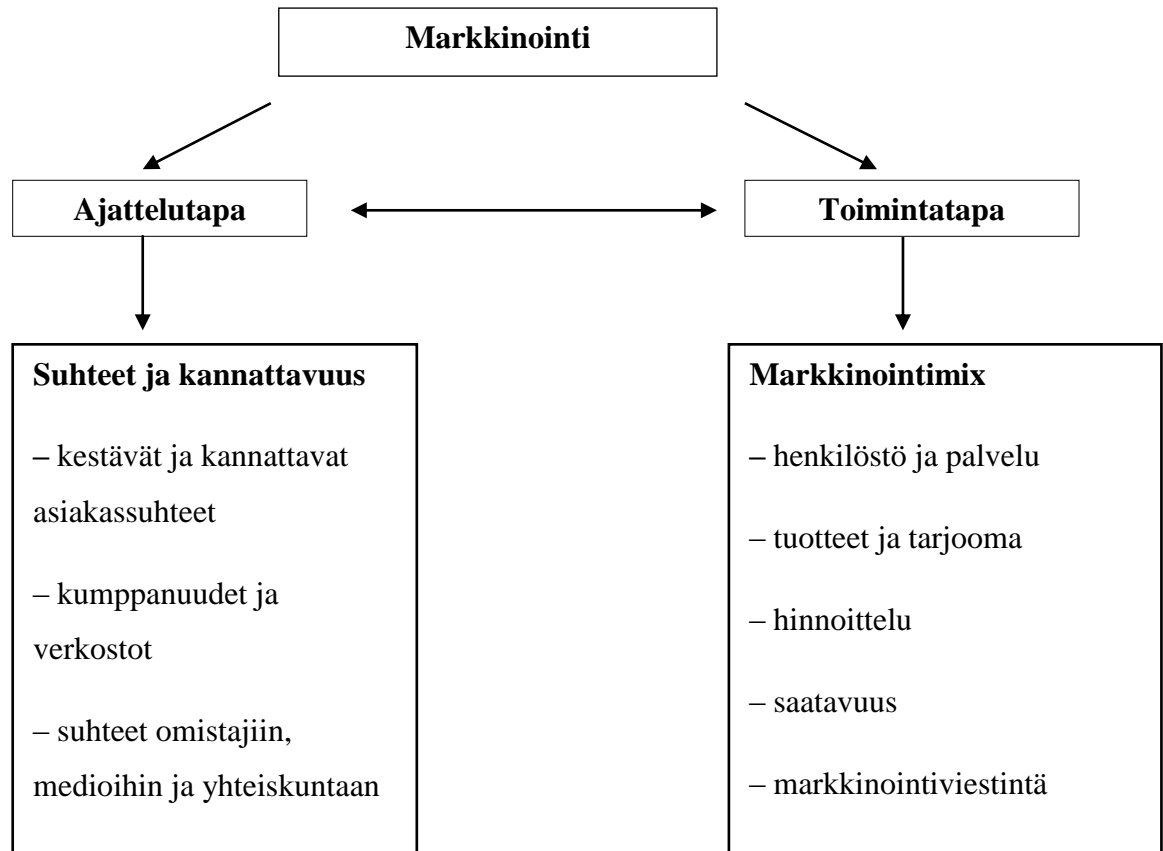 Markkinointi
Ajattelutapa
Toimintatapa
Suhteet ja kannattavuus
– kestävät ja kannattavat
asiakassuhteet
– kumppanuudet ja
verkostot
– suhteet omistajiin,
medioihin ja yhteiskuntaan
Markkinointimix
– henkilöstö ja palvelu
– tuotteet ja tarjooma
– hinnoittelu
– saatavuus
– markkinointiviestintä